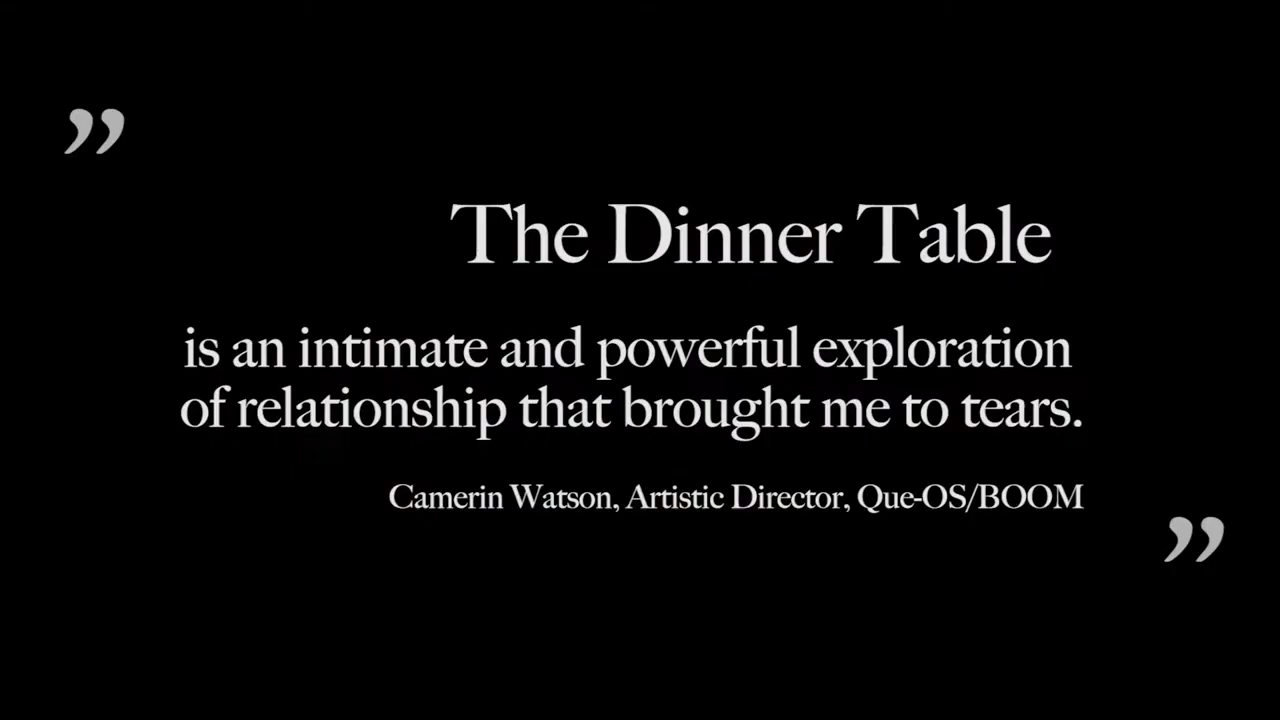 ”
The Dinner Table
is an intimate and powerful exploration
of relationship that brought me to tears.
Camerin Watson, Artistic Director, Que-OS/BOOM
”